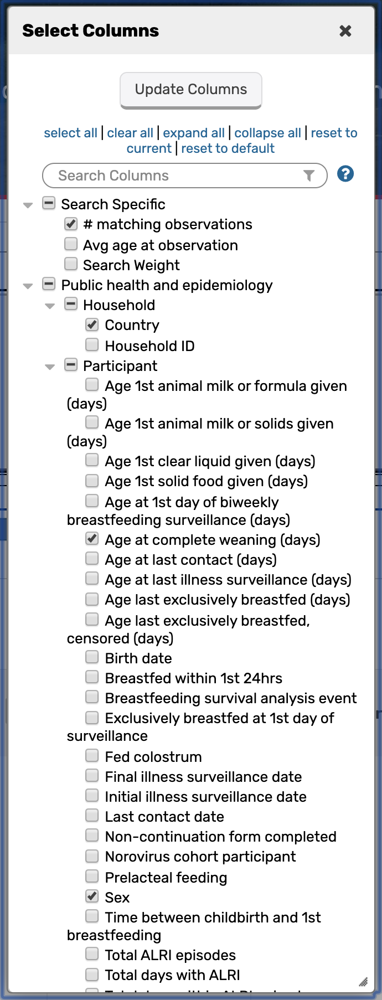 Select Columns
Update Columns
select all | clear all | expand all | collapse all | reset to
current | reset to default
Search Columns
Search Specific
# matching observations
Avg age at observation
Search Weight
Public health and epidemiology
Household
Country
Household ID
Participant
Age 1st animal milk or formula given
(days)
Age 1st animal milk or solids given
(days)
Age 1st clear liquid given (days)
Age 1st solid food given (days)
Age at 1st day of biweekly
breastfeeding surveillance (days)
Age at complete weaning (days)
Age at last contact (days)
Age at last illness surveillance (days)
Age last exclusively breastfed (days)
Age last exclusively breastfed,
censored (days)
Birth date
Breastfed within 1st 24hrs
Breastfeeding survival analysis event
Exclusively breastfed at 1st day of
surveillance
Fed colostrum
Final illness surveillance date
Initial illness surveillance date
Last contact date
Non-continuation form completed
Norovirus cohort participant
Prelacteal feeding
Sex
Time between childbirth and 1st
breastfeeding
Total ALRI episodes
Total days with ALRI